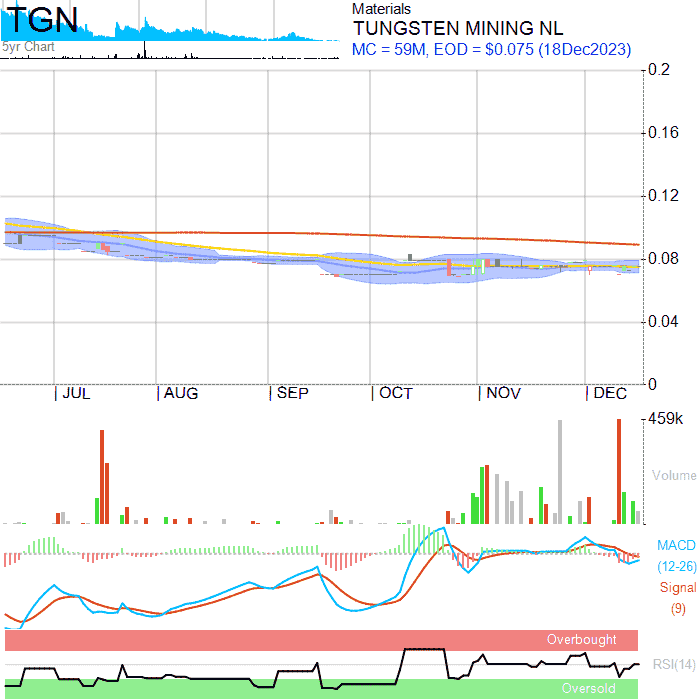 TGN
5yr Chart
Materials
TUNGSTEN MINING NL
MC = 59M, EOD = $0.075 (18Dec2023)
0.2
0.16
0.12
0.08
0.04
0
JUL AUG SEP OCT NOV DEC
459k
Volume
MACD
(12-26)
Signal
(9)
Overbought
RSI(14)
Oversold